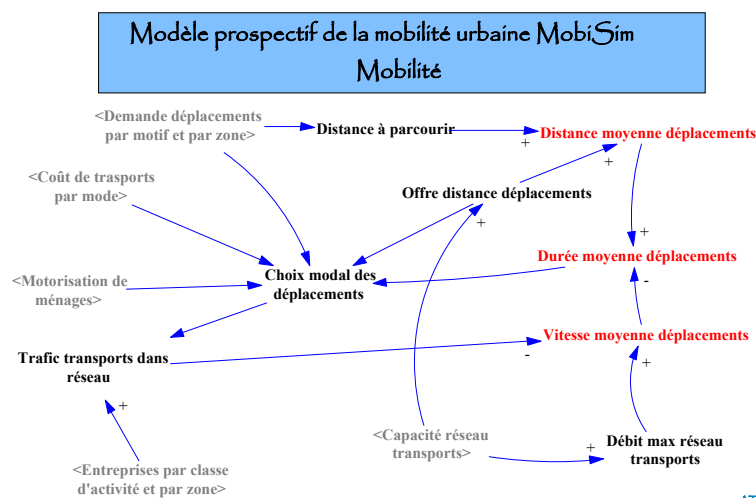 Modèle prospectif de la mobilité urbaine MobiSim
Mobilité
<Demande déplacements
par motif et par zone>
Distance à parcourir
Distance moyenne déplacements
+
+
<Coût de trasports
par mode>
Offre distance déplacements
+
+
Durée moyenne déplacements
Choix modal des
déplacements
<Motorisation de
ménages>
-
Vitesse moyenne déplacements
-
+
Trafic transports dans
réseau
+
<Capacité réseau
transports>
+
Débit max réseau
transports
<Entreprises par classe
d'activité et par zone>